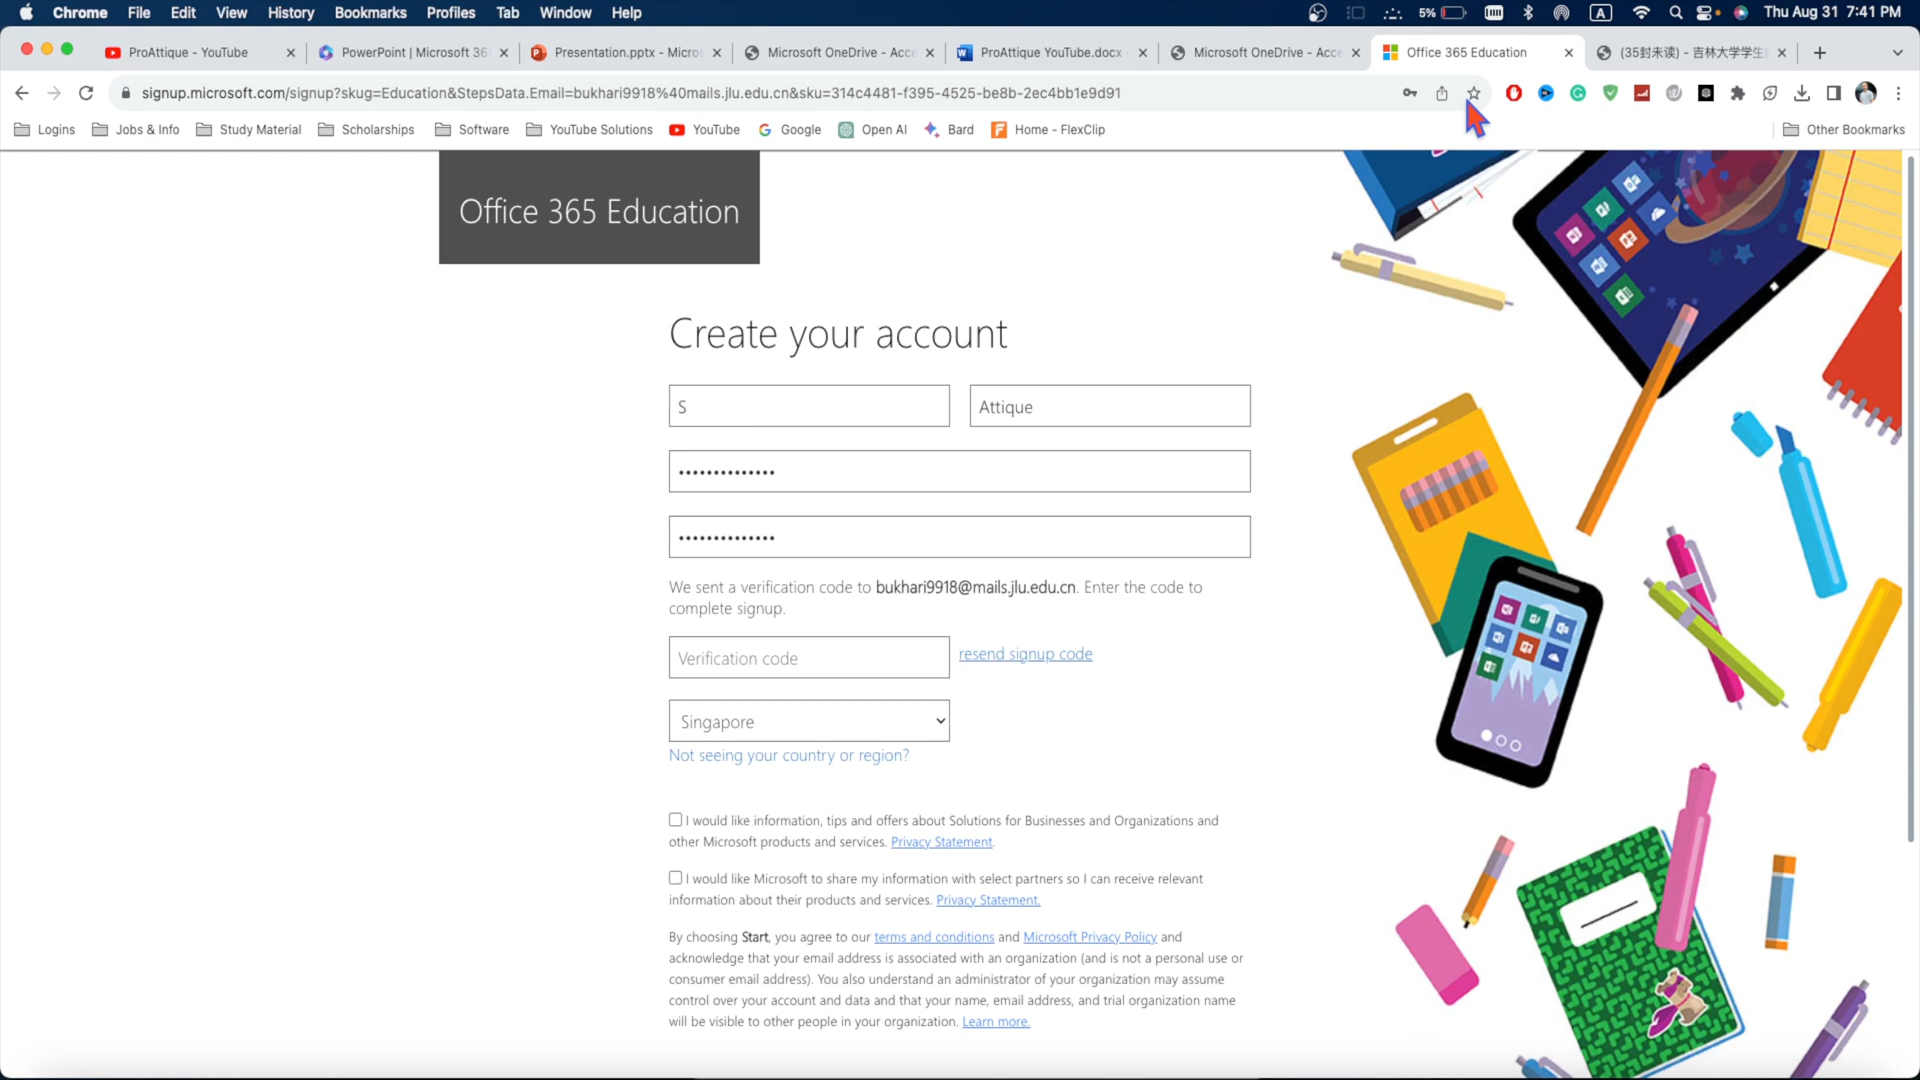 Chrome File Edit View History Bookmarks Profiles Tab Window Help
5% A Thu Aug 31 7:41 PM
ProAttique - YouTube
PowerPoint | Microsoft 36
Presentation.pptx - Micros
Microsoft OneDrive - Acce
ProAttique YouTube.docx -
Microsoft OneDrive - Acce
Office 365 Education
(35封未读) - 吉林大学学生
signup.microsoft.com/signup?skug=Education&StepsData.Email=bukhari9918%40mails.jlu.edu.cn&sku=314c4481-f395-4525-be8b-2ec4bb1e9d91
Logins Jobs & Info Study Material Scholarships Software YouTube Solutions YouTube Google Open AI Bard Home - FlexClip Other Bookmarks
Office 365 Education
Create your account
S Attique
We sent a verification code to bukhari9918@mails.jlu.edu.cn. Enter the code to
complete signup.
Verification code resend signup code
Singapore
Not seeing your country or region?
I would like information, tips and offers about Solutions for Businesses and Organizations and
other Microsoft products and services. Privacy Statement.
I would like Microsoft to share my information with select partners so I can receive relevant
information about their products and services. Privacy Statement.
By choosing Start, you agree to our terms and conditions and Microsoft Privacy Policy and
acknowledge that your email address is associated with an organization (and is not a personal use or
consumer email address). You also understand an administrator of your organization may assume
control over your account and data and that your name, email address, and trial organization name
will be visible to other people in your organization. Learn more.